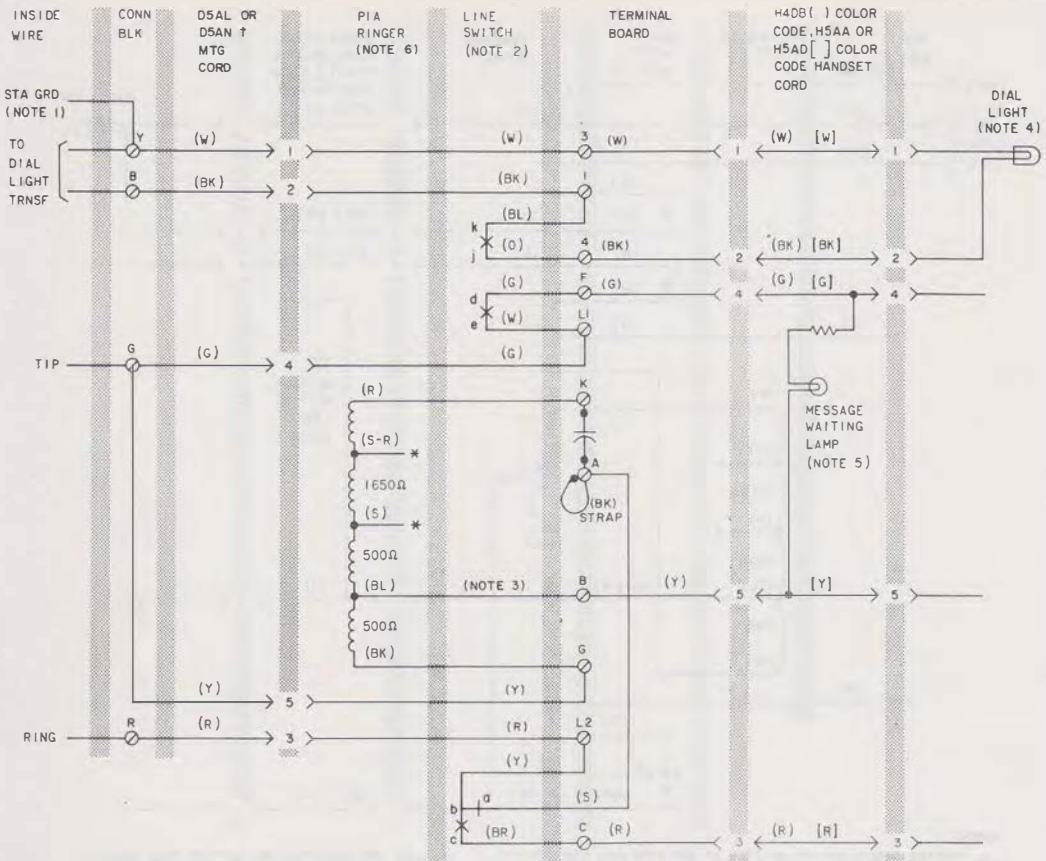 INSIDE
WIRE
CONN
BLK
D5AL OR
D5AN †
MTG
CORD
PIA
RINGER
(NOTE 6)
LINE
SWITCH
(NOTE 2)
TERMINAL
BOARD
H4DB( ) COLOR
CODE, H5AA OR
H5AD[ ] COLOR
CODE HANDSET
CORD
DIAL
LIGHT
(NOTE 4)
STA GRD
(NOTE 1)
TO
DIAL
LIGHT
TRNSF
Y (W) 1 (W) 3 (W) 1 (W) [W] 1
B (BK) 2 (BK) 1
(BL)
k
(O)
j
4 (BK) 2 (BK) [BK] 2
(G) F (G) 4 (G) [G] 4
d
e
(W) L1
TIP G (G) 4 (G)
(R) K
(S-R) *
1650Ω
A
(BK)
STRAP
(S) *
500Ω
MESSAGE
WAITING
LAMP
(NOTE 5)
(BL) (NOTE 3) B (Y) 5 [Y] 5
500Ω
(BK) G
(Y) 5 (Y)
RING R (R) 3 (R) L2
(Y)
b a (S)
c (BR) C (R) 3 (R) [R] 3